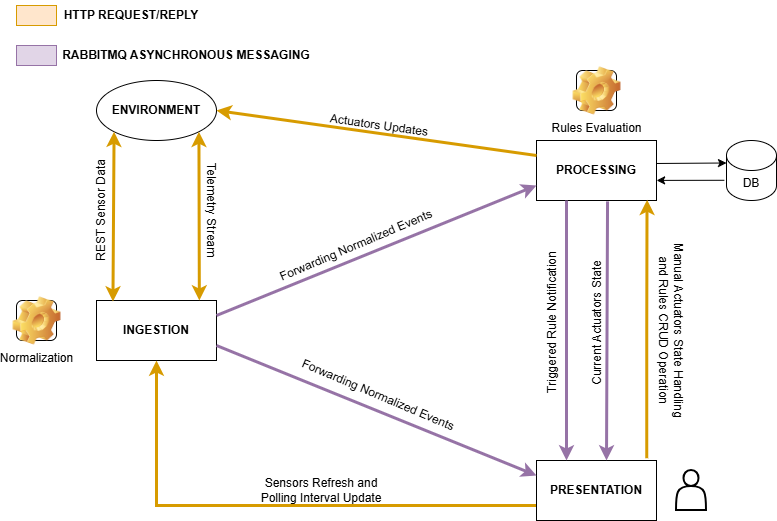 HTTP REQUEST/REPLY
RABBITMQ ASYNCHRONOUS MESSAGING
ENVIRONMENT
Actuators Updates
Rules Evaluation
PROCESSING
DB
REST Sensor Data
Telemetry Stream
Forwarding Normalized Events
INGESTION
Normalization
Triggered Rule Notification
Current Actuators State
Manual Actuators State Handling
and Rules CRUD Operation
Forwarding Normalized Events
Sensors Refresh and
Polling Interval Update
PRESENTATION